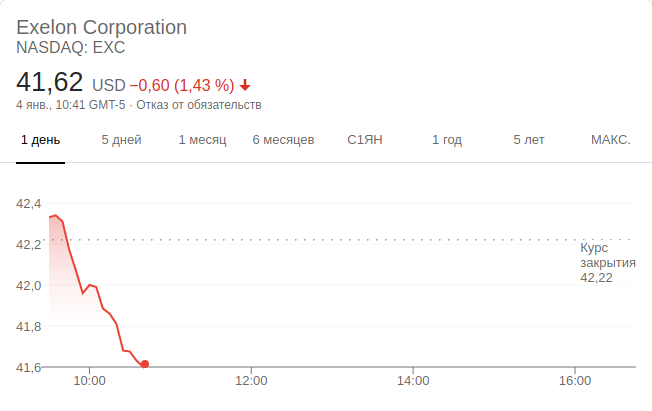 Exelon Corporation
NASDAQ: EXC
41,62 USD −0,60 (1,43 %)
4 янв., 10:41 GMT-5 · Отказ от обязательств
1 день 5 дней 1 месяц 6 месяцев С1ЯН 1 год 5 лет МАКС.
42,4
42,2
Курс
закрытия
42,22
42,0
41,8
41,6
10:00 12:00 14:00 16:00